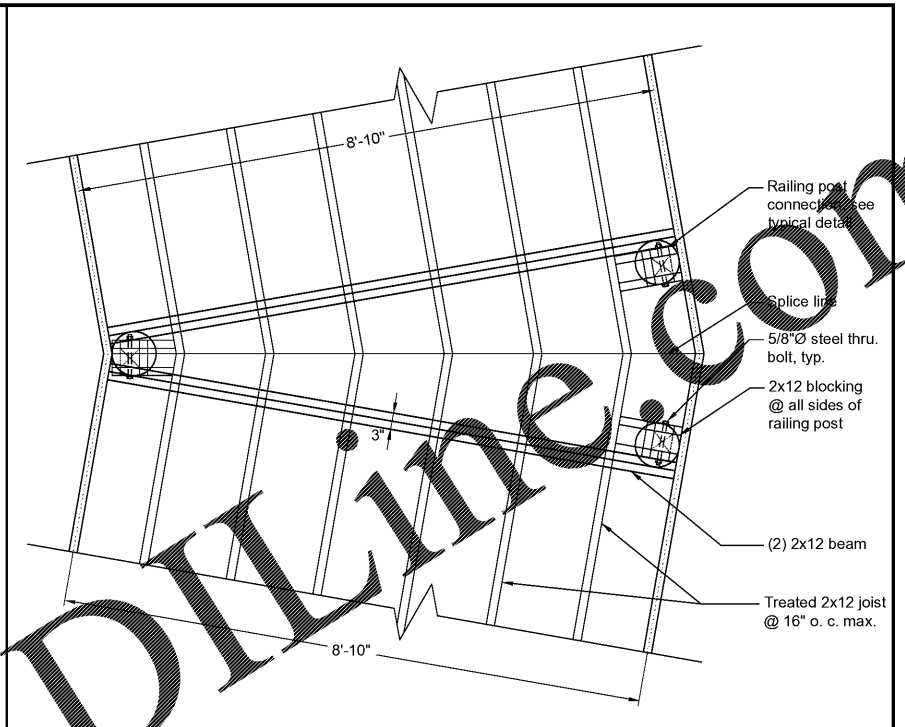 8'-10"
Railing post
connection, see
typical detail
Splice line
5/8"Ø steel thru.
bolt, typ.
2x12 blocking
@ all sides of
railing post
3"
(2) 2x12 beam
Treated 2x12 joist
@ 16" o. c. max.
8'-10"
DILine.com